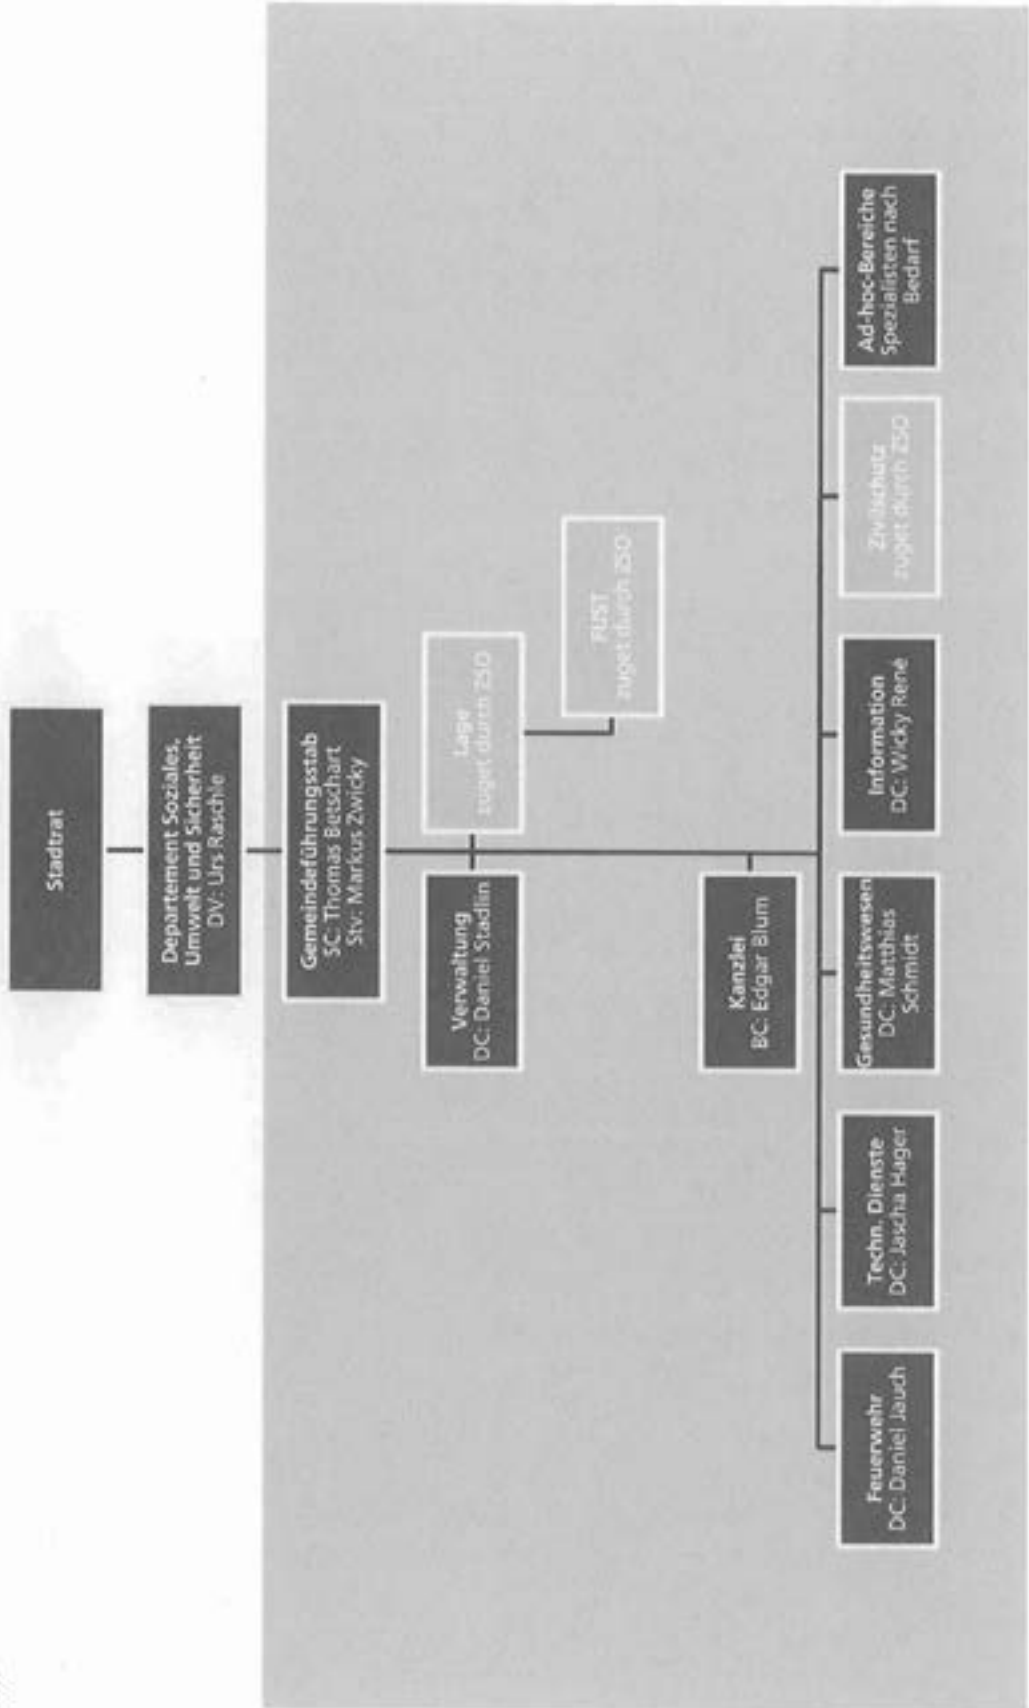 Stadtrat
Departement Soziales,
Umwelt und Sicherheit
DV: Urs Raschle
Gemeindeführungsstab
SC: Thomas Betschart
Stv: Markus Zwicky
Verwaltung
DC: Daniel Stadlin
Lage
zuget durch ZSO
FUST
zuget durch ZSO
Kanzlei
BC: Edgar Blum
Feuerwehr
DC: Daniel Jauch
Techn. Dienste
DC: Jascha Hager
Gesundheitswesen
DC: Matthias
Schmidt
Information
DC: Wicky René
Zivilschutz
zuget durch ZSO
Ad-hoc-Bereiche
Spezialisten nach
Bedarf